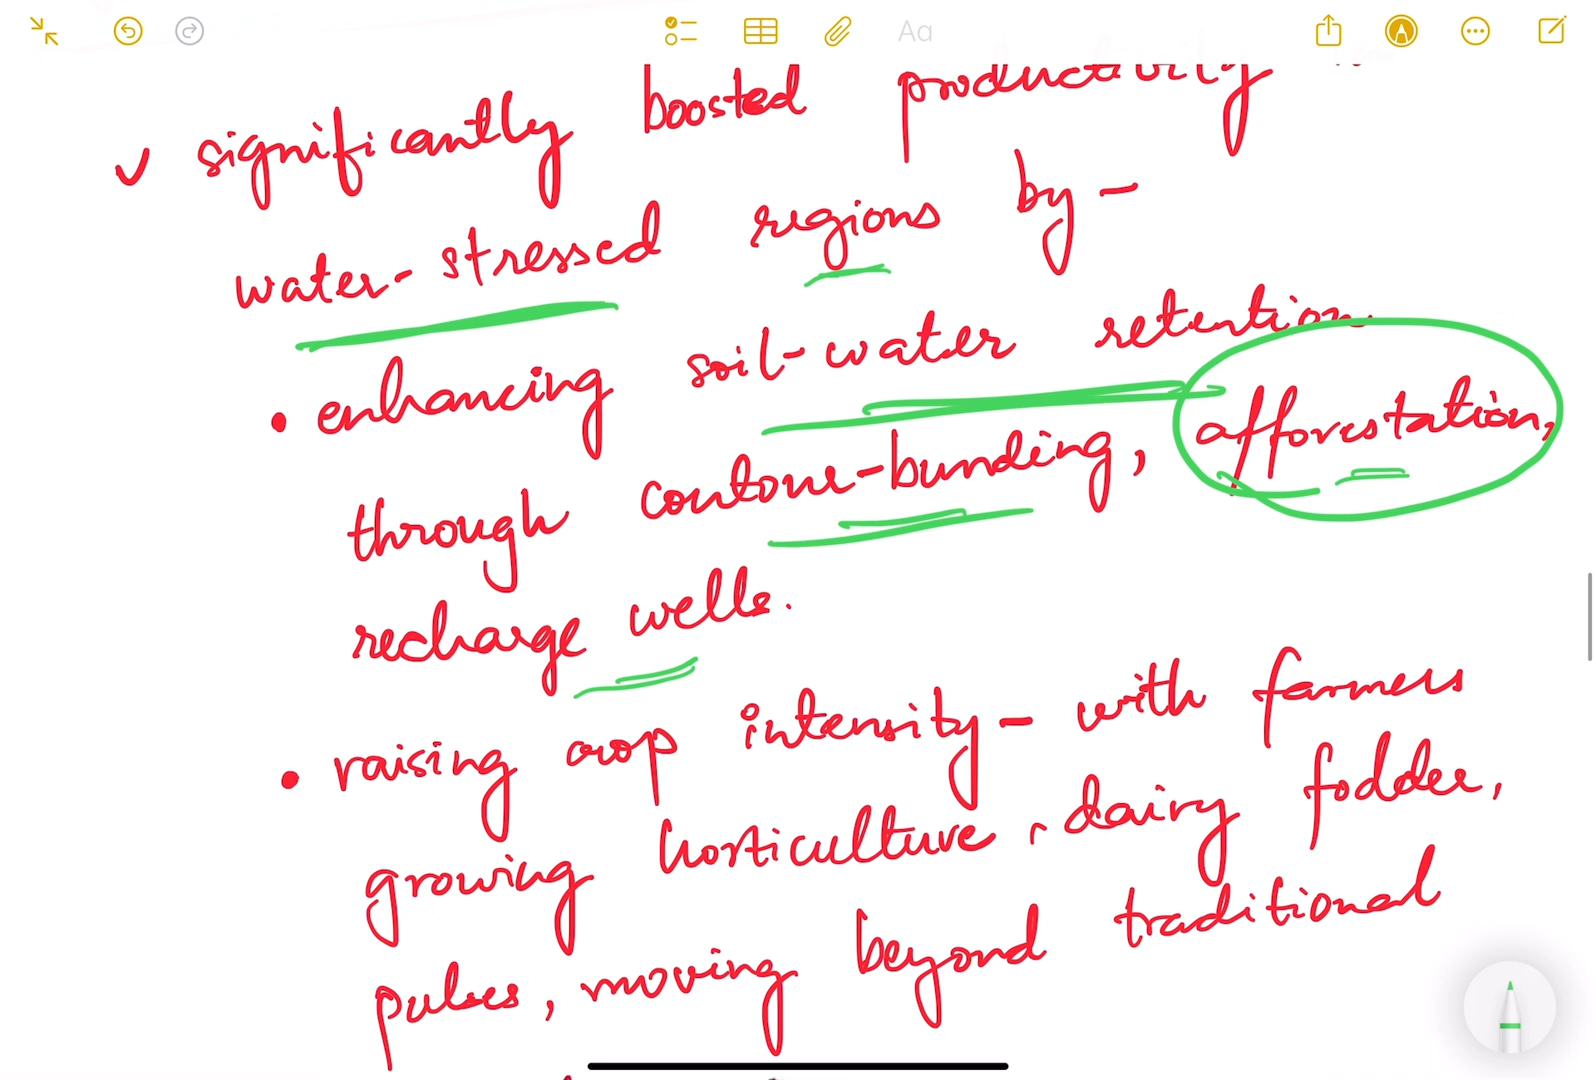 Aa
✓ significantly boosted productivity
water-stressed regions by-
• enhancing soil-water retention
through contour-bunding, afforestation,
recharge wells.
• raising crop intensity - with farmers
growing horticulture, dairy fodder,
pulses, moving beyond traditional